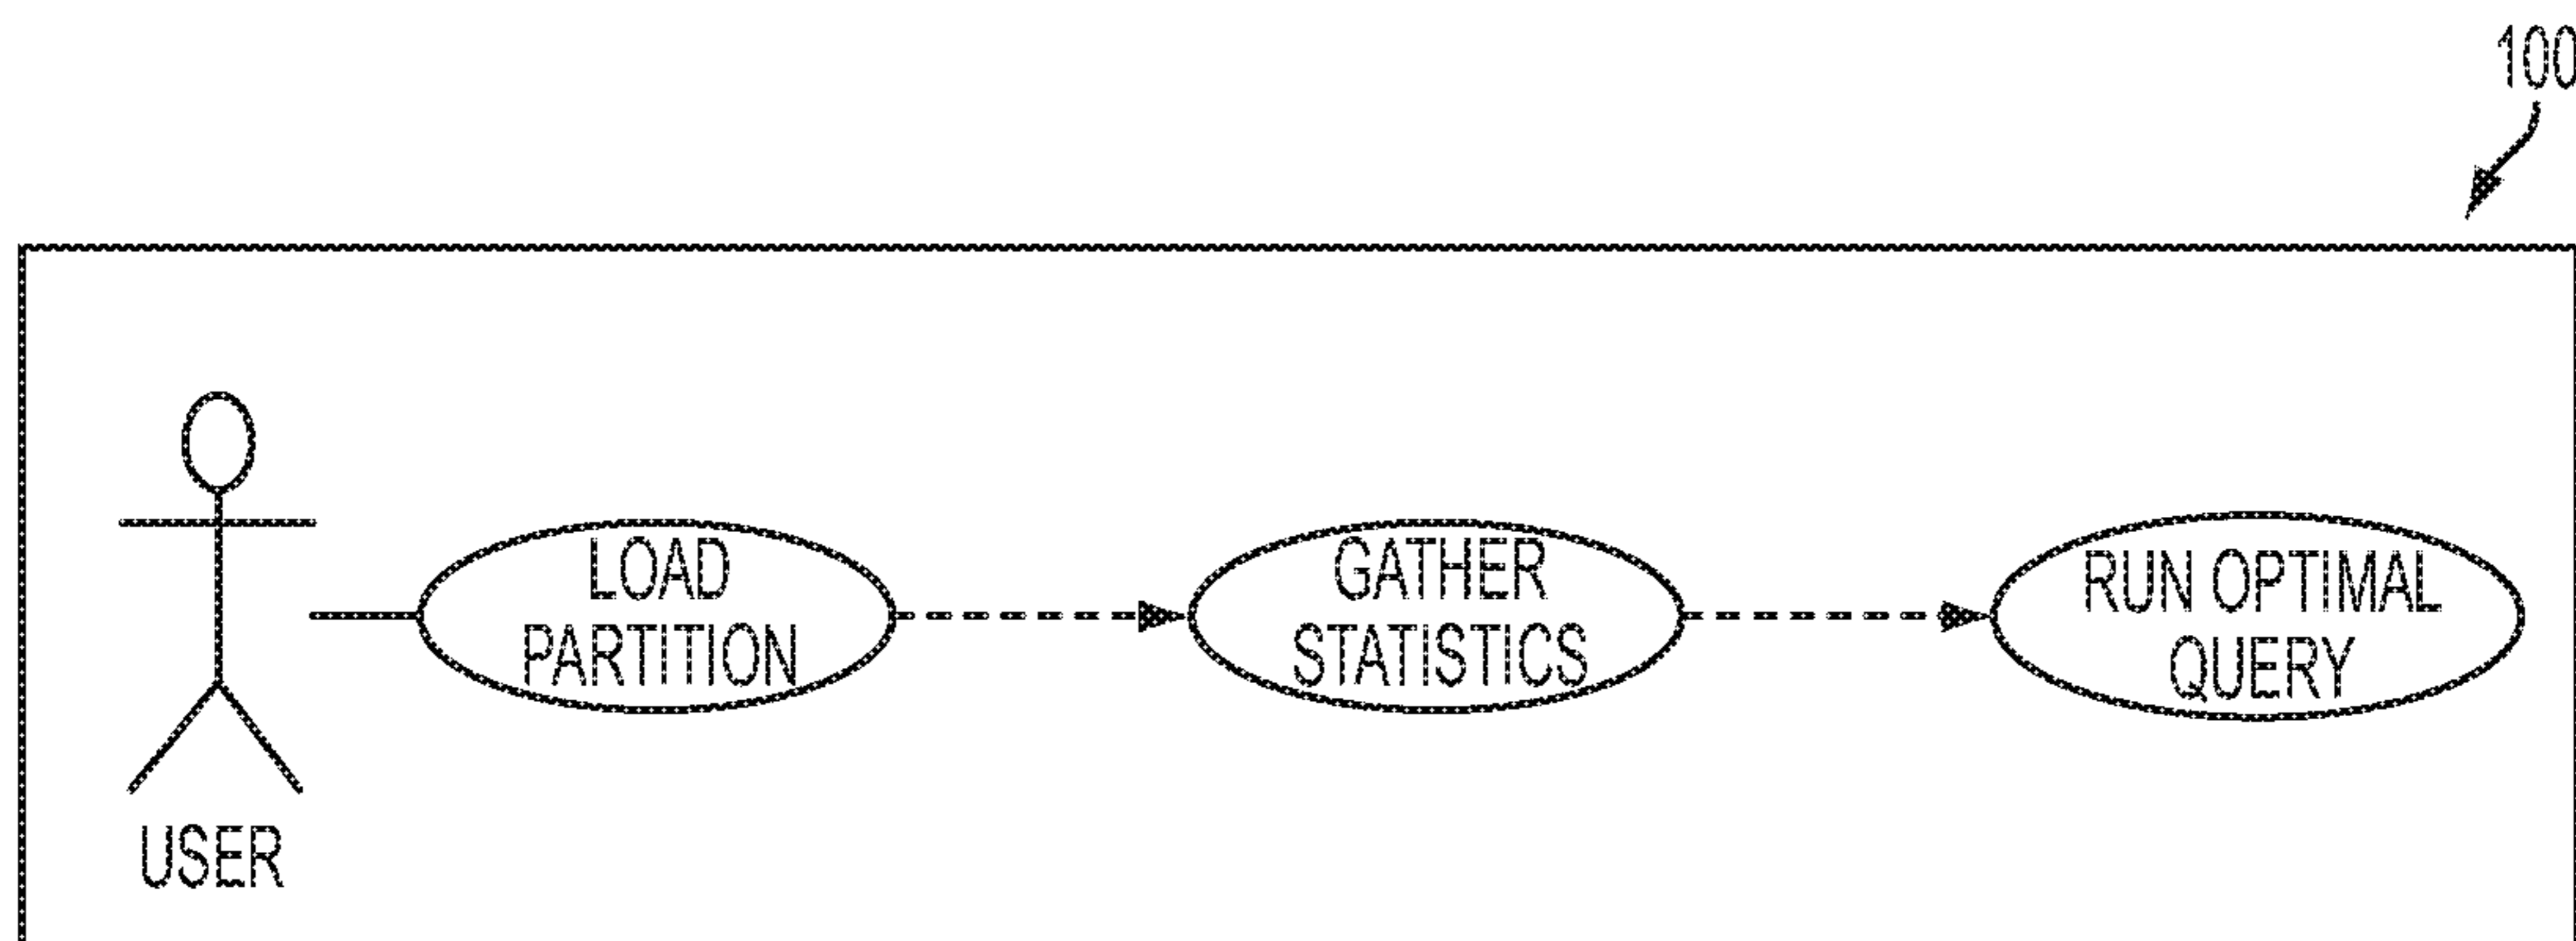 100
LOAD
PARTITION
GATHER
STATISTICS
RUN OPTIMAL
QUERY
USER